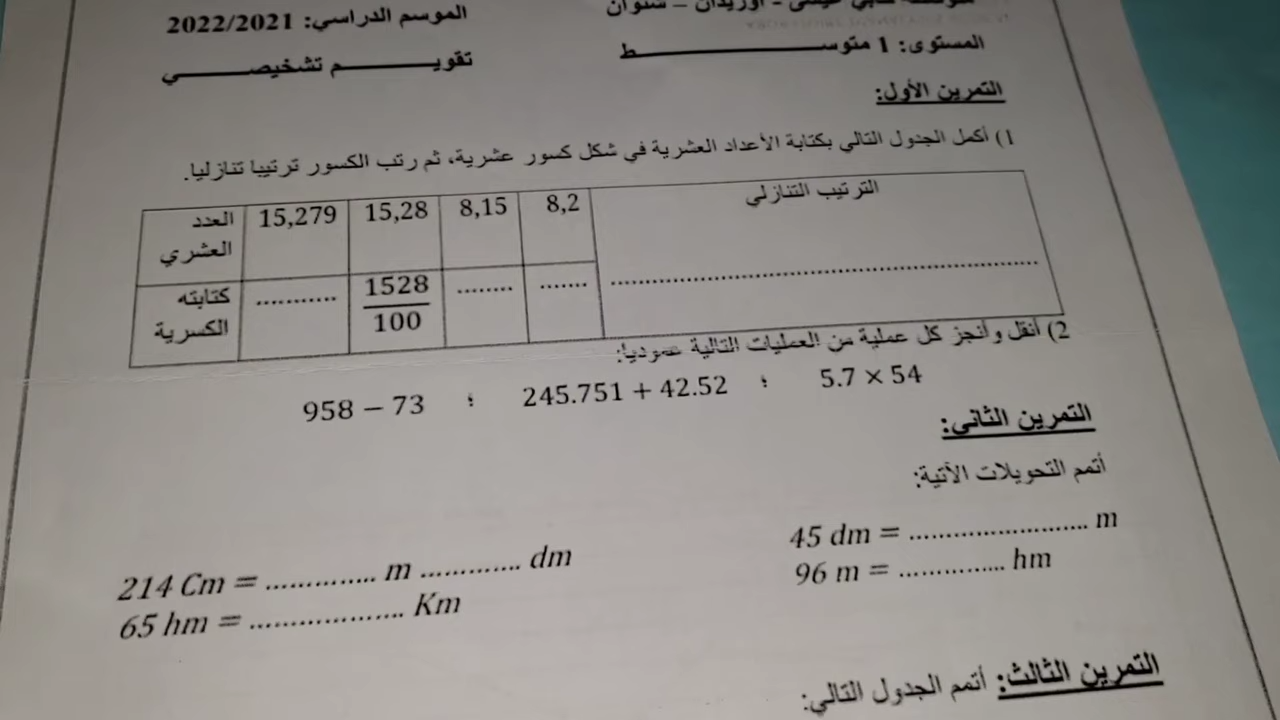 الموسم الدراسي: 2022/2021
المستوى: 1 متوسـط
تقويـم تشخيصـي
التمرين الأول:
1) أكمل الجدول التالي بكتابة الأعداد العشرية في شكل كسور عشرية، ثم رتب الكسور ترتيبا تنازليا.
العدد العشري 15,279 15,28 8,15 8,2 الترتيب التنازلي
كتابته الكسرية ........... 1528/100 ........ ....... ..........................................................
2) أنقل وأنجز كل عملية من العمليات التالية عموديا:
958 − 73 ؛ 245.751 + 42.52 ؛ 5.7 × 54
التمرين الثاني:
أتمم التحويلات الآتية:
45 dm = ......................... m
214 Cm = .............. m ............. dm
96 m = ............... hm
65 hm = .................... Km
التمرين الثالث: أتمم الجدول التالي: